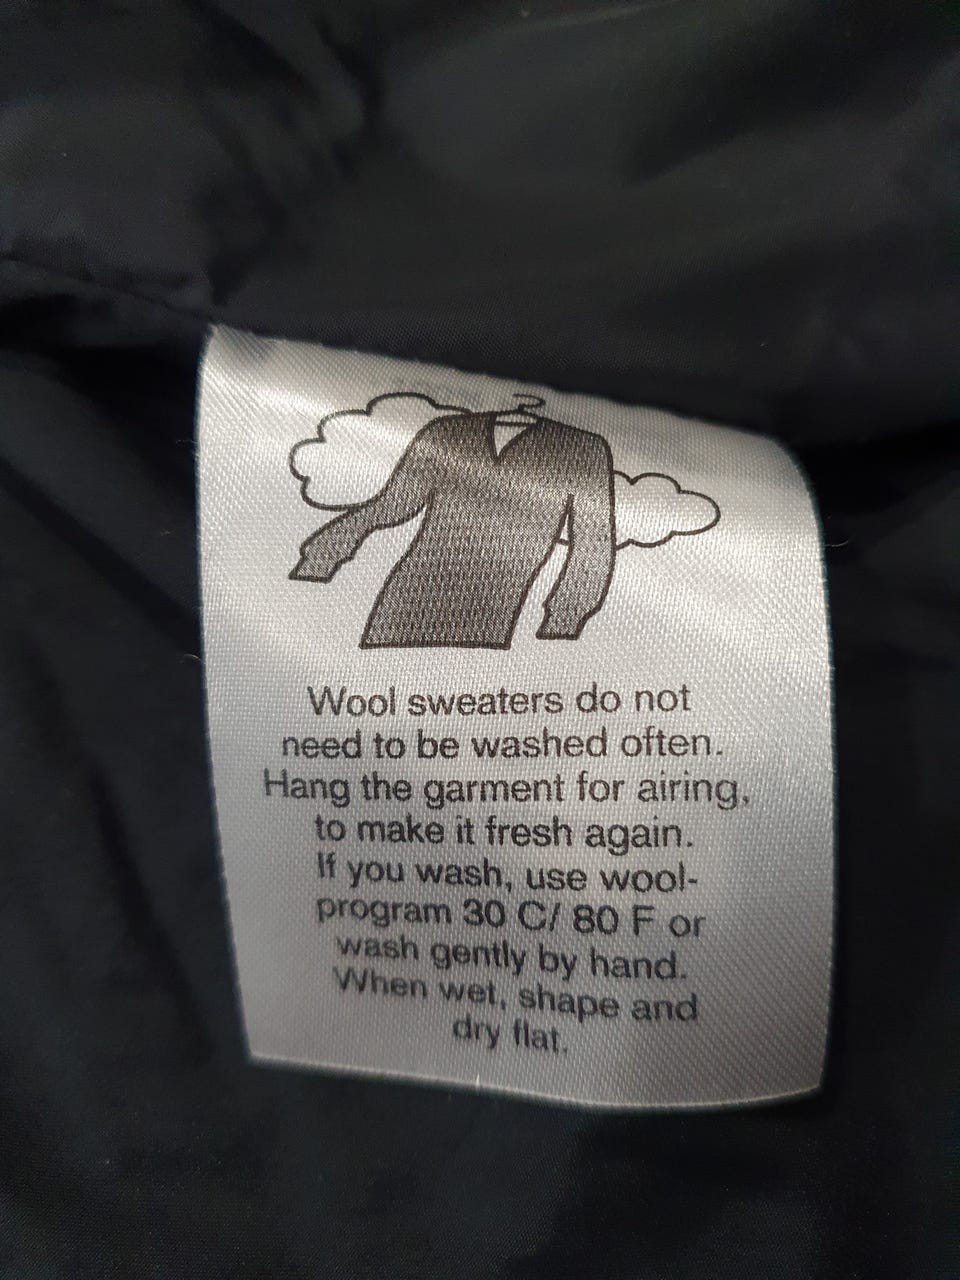 Wool sweaters do not
need to be washed often.
Hang the garment for airing,
to make it fresh again.
If you wash, use wool-
program 30 C/ 80 F or
wash gently by hand.
When wet, shape and
dry flat.